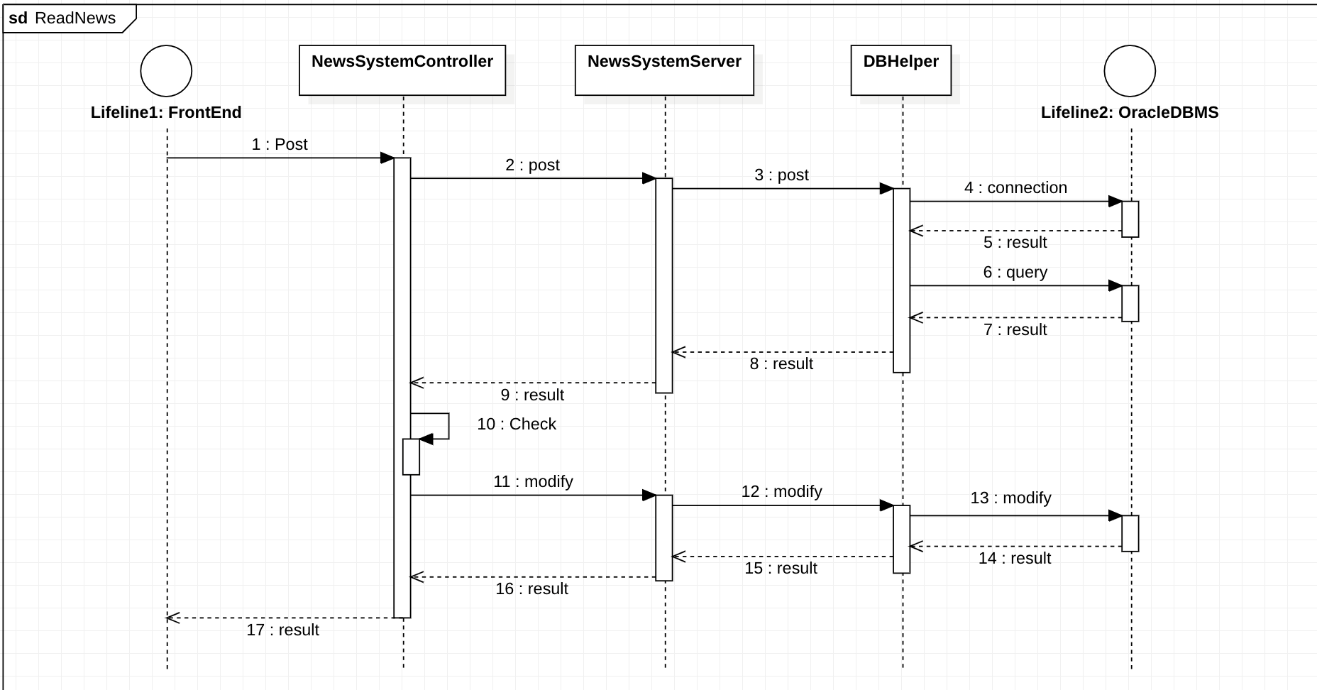 sd ReadNews
NewsSystemController
NewsSystemServer
DBHelper
Lifeline1: FrontEnd
Lifeline2: OracleDBMS
1 : Post
2 : post
3 : post
4 : connection
5 : result
6 : query
7 : result
8 : result
9 : result
10 : Check
11 : modify
12 : modify
13 : modify
14 : result
15 : result
16 : result
17 : result